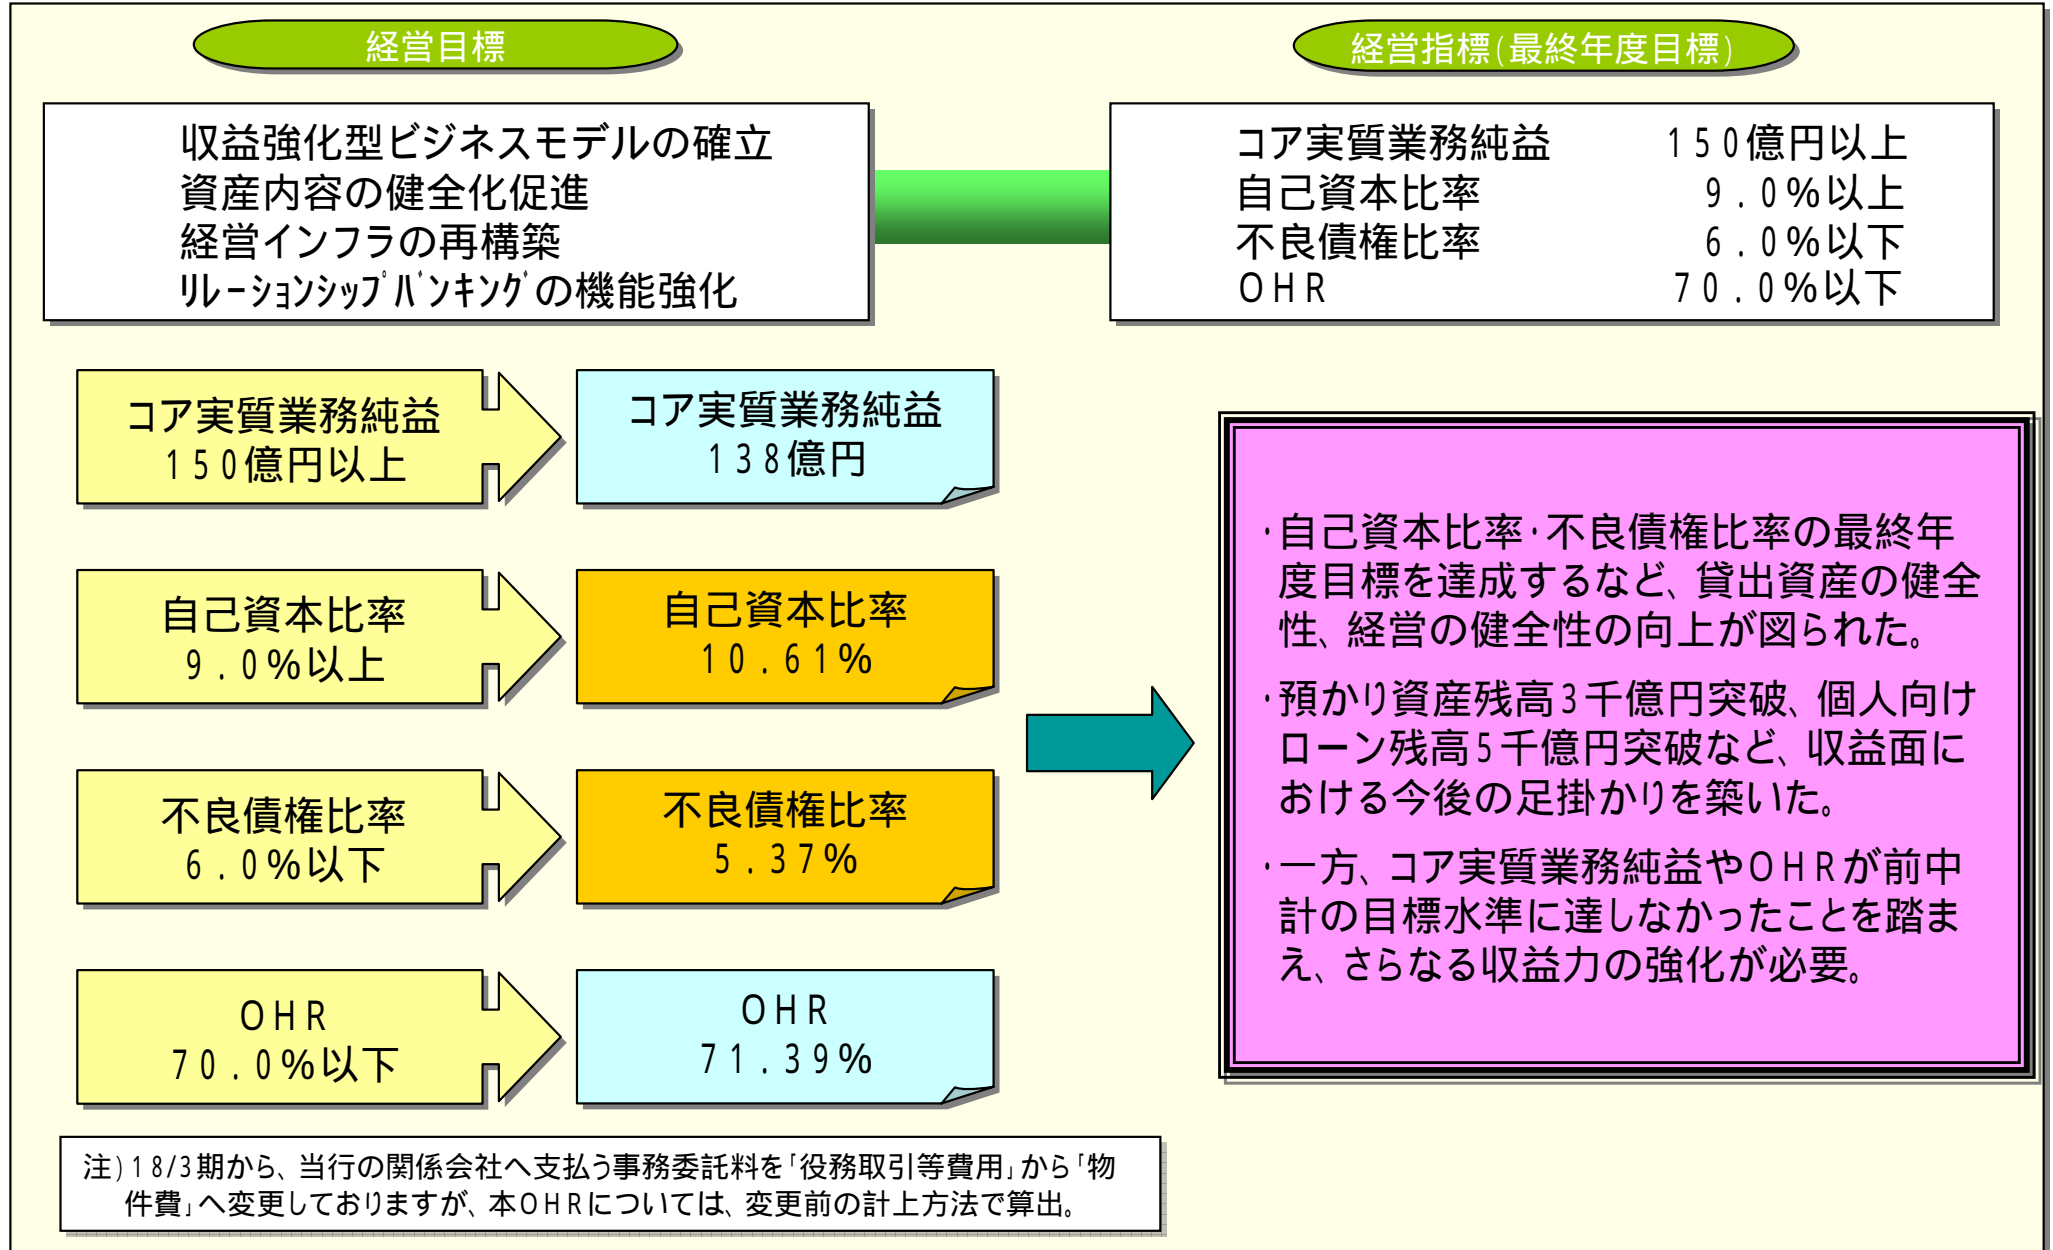 経営目標
経営指標(最終年度目標)
収益強化型ビジネスモデルの確立
資産内容の健全化促進
経営インフラの再構築
ﾘﾚｰｼｮﾝｼｯﾌﾟﾊﾞﾝｷﾝｸﾞの機能強化
コア実質業務純益 150億円以上
自己資本比率 9.0%以上
不良債権比率 6.0%以下
OHR 70.0%以下
コア実質業務純益
150億円以上
コア実質業務純益
138億円
自己資本比率
9.0%以上
自己資本比率
10.61%
不良債権比率
6.0%以下
不良債権比率
5.37%
OHR
70.0%以下
OHR
71.39%
・自己資本比率・不良債権比率の最終年
度目標を達成するなど、貸出資産の健全
性、経営の健全性の向上が図られた。
・預かり資産残高3千億円突破、個人向け
ローン残高5千億円突破など、収益面に
おける今後の足掛かりを築いた。
・一方、コア実質業務純益やOHRが前中
計の目標水準に達しなかったことを踏ま
え、さらなる収益力の強化が必要。
注)18/3期から、当行の関係会社へ支払う事務委託料を「役務取引等費用」から「物
件費」へ変更しておりますが、本OHRについては、変更前の計上方法で算出。